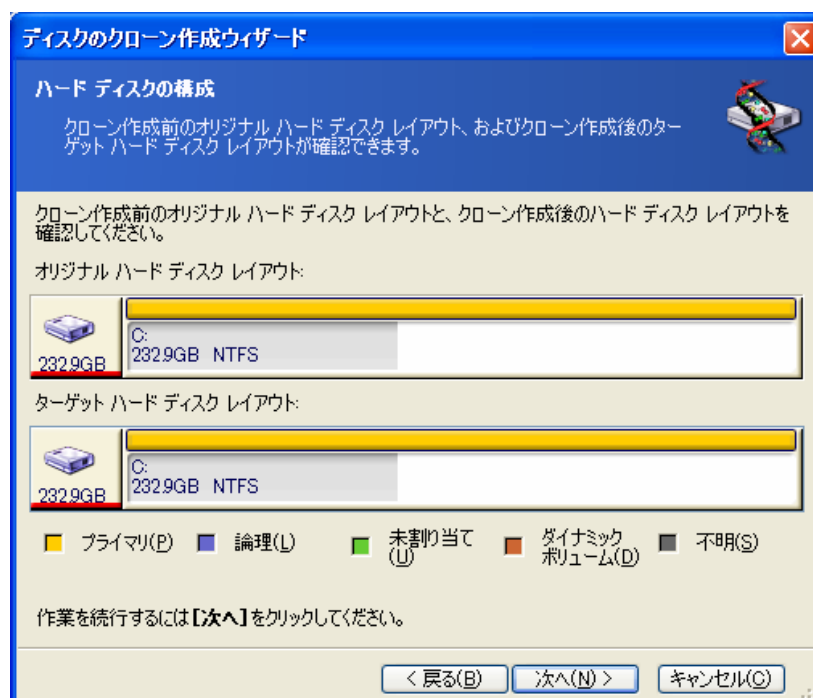 ディスクのクローン作成ウィザード
ハード ディスクの構成
クローン作成前のオリジナル ハード ディスク レイアウト、およびクローン作成後のター
ゲット ハード ディスク レイアウトが確認できます。
クローン作成前のオリジナル ハード ディスク レイアウトと、クローン作成後のハード ディスク レイアウトを
確認してください。
オリジナル ハード ディスク レイアウト:
C:
232.9GB
232.9GB NTFS
ターゲット ハード ディスク レイアウト:
C:
232.9GB
232.9GB NTFS
プライマリ(P) 論理(L) 未割り当て(U) ダイナミック ボリューム(D) 不明(S)
作業を続行するには[次へ]をクリックしてください。
< 戻る(B) 次へ(N) > キャンセル(C)